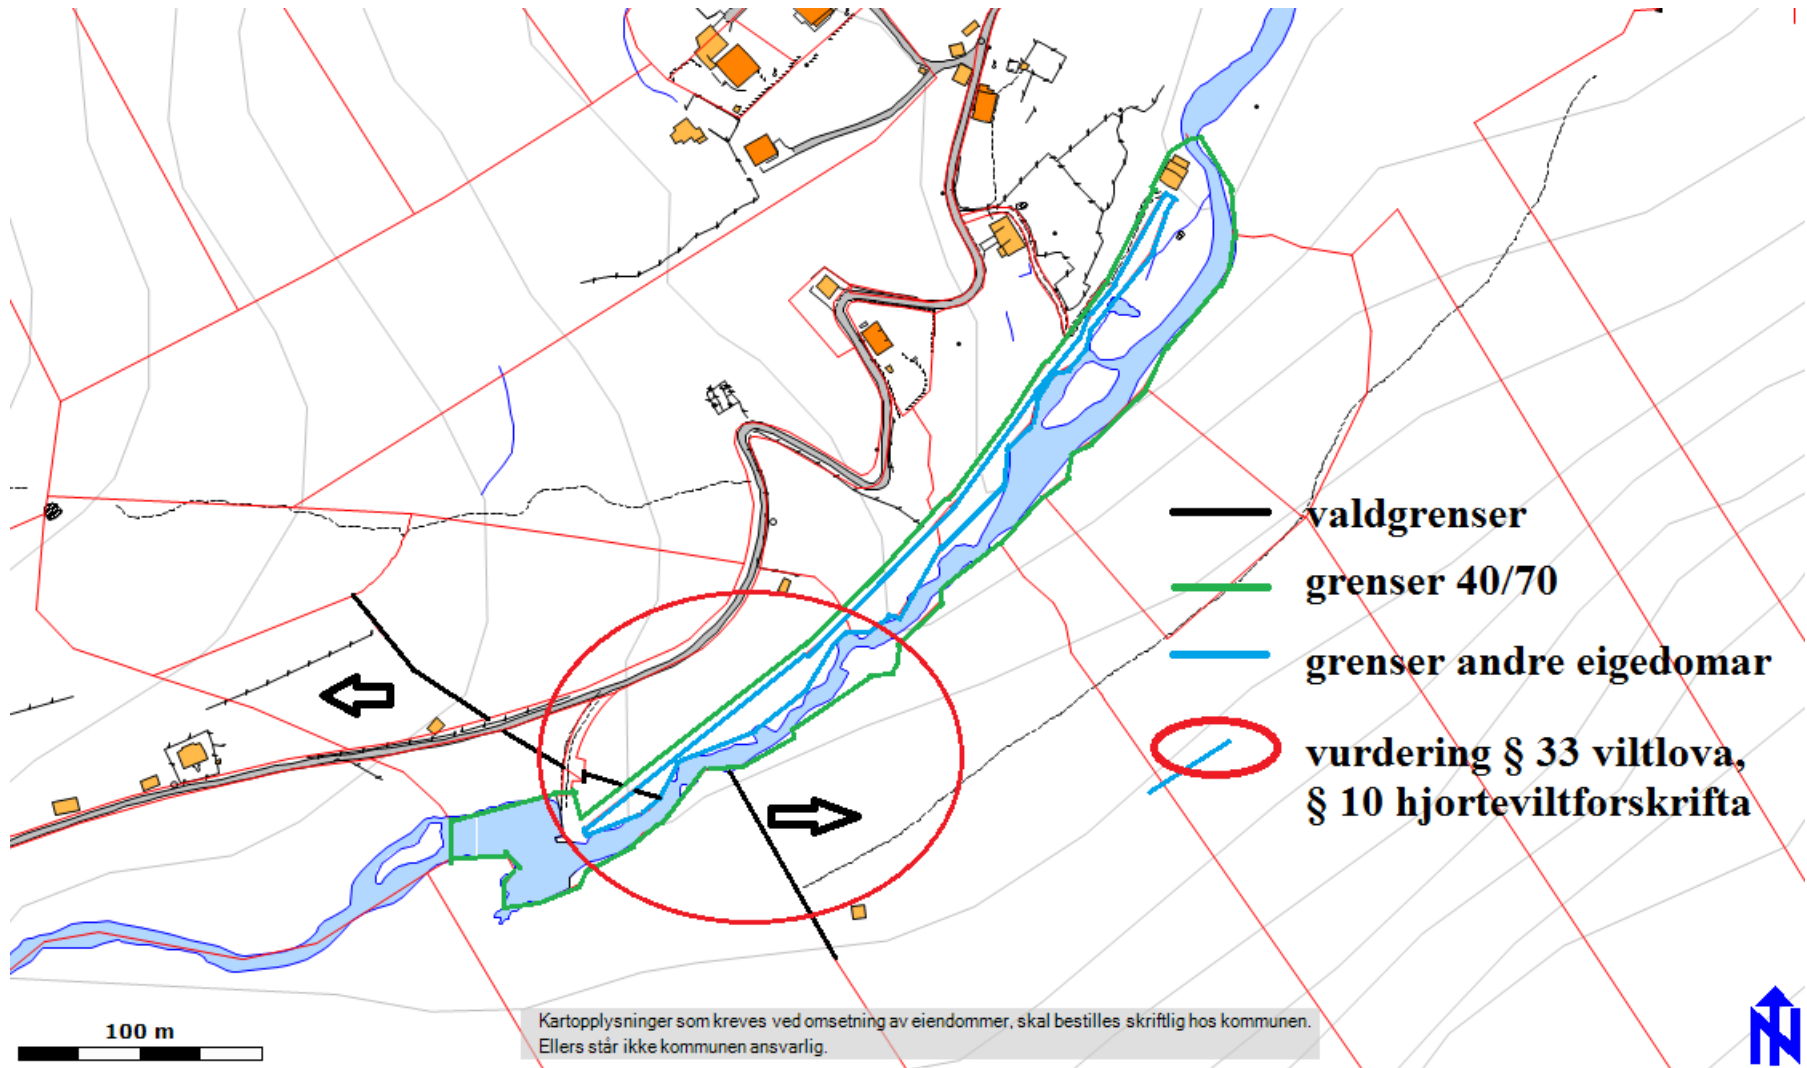 valdgrenser
grenser 40/70
grenser andre eigedomar
vurdering § 33 viltlova,
§ 10 hjorteviltforskrifta
100 m
Kartopplysninger som kreves ved omsetning av eiendommer, skal bestilles skriftlig hos kommunen.
Ellers står ikke kommunen ansvarlig.
N